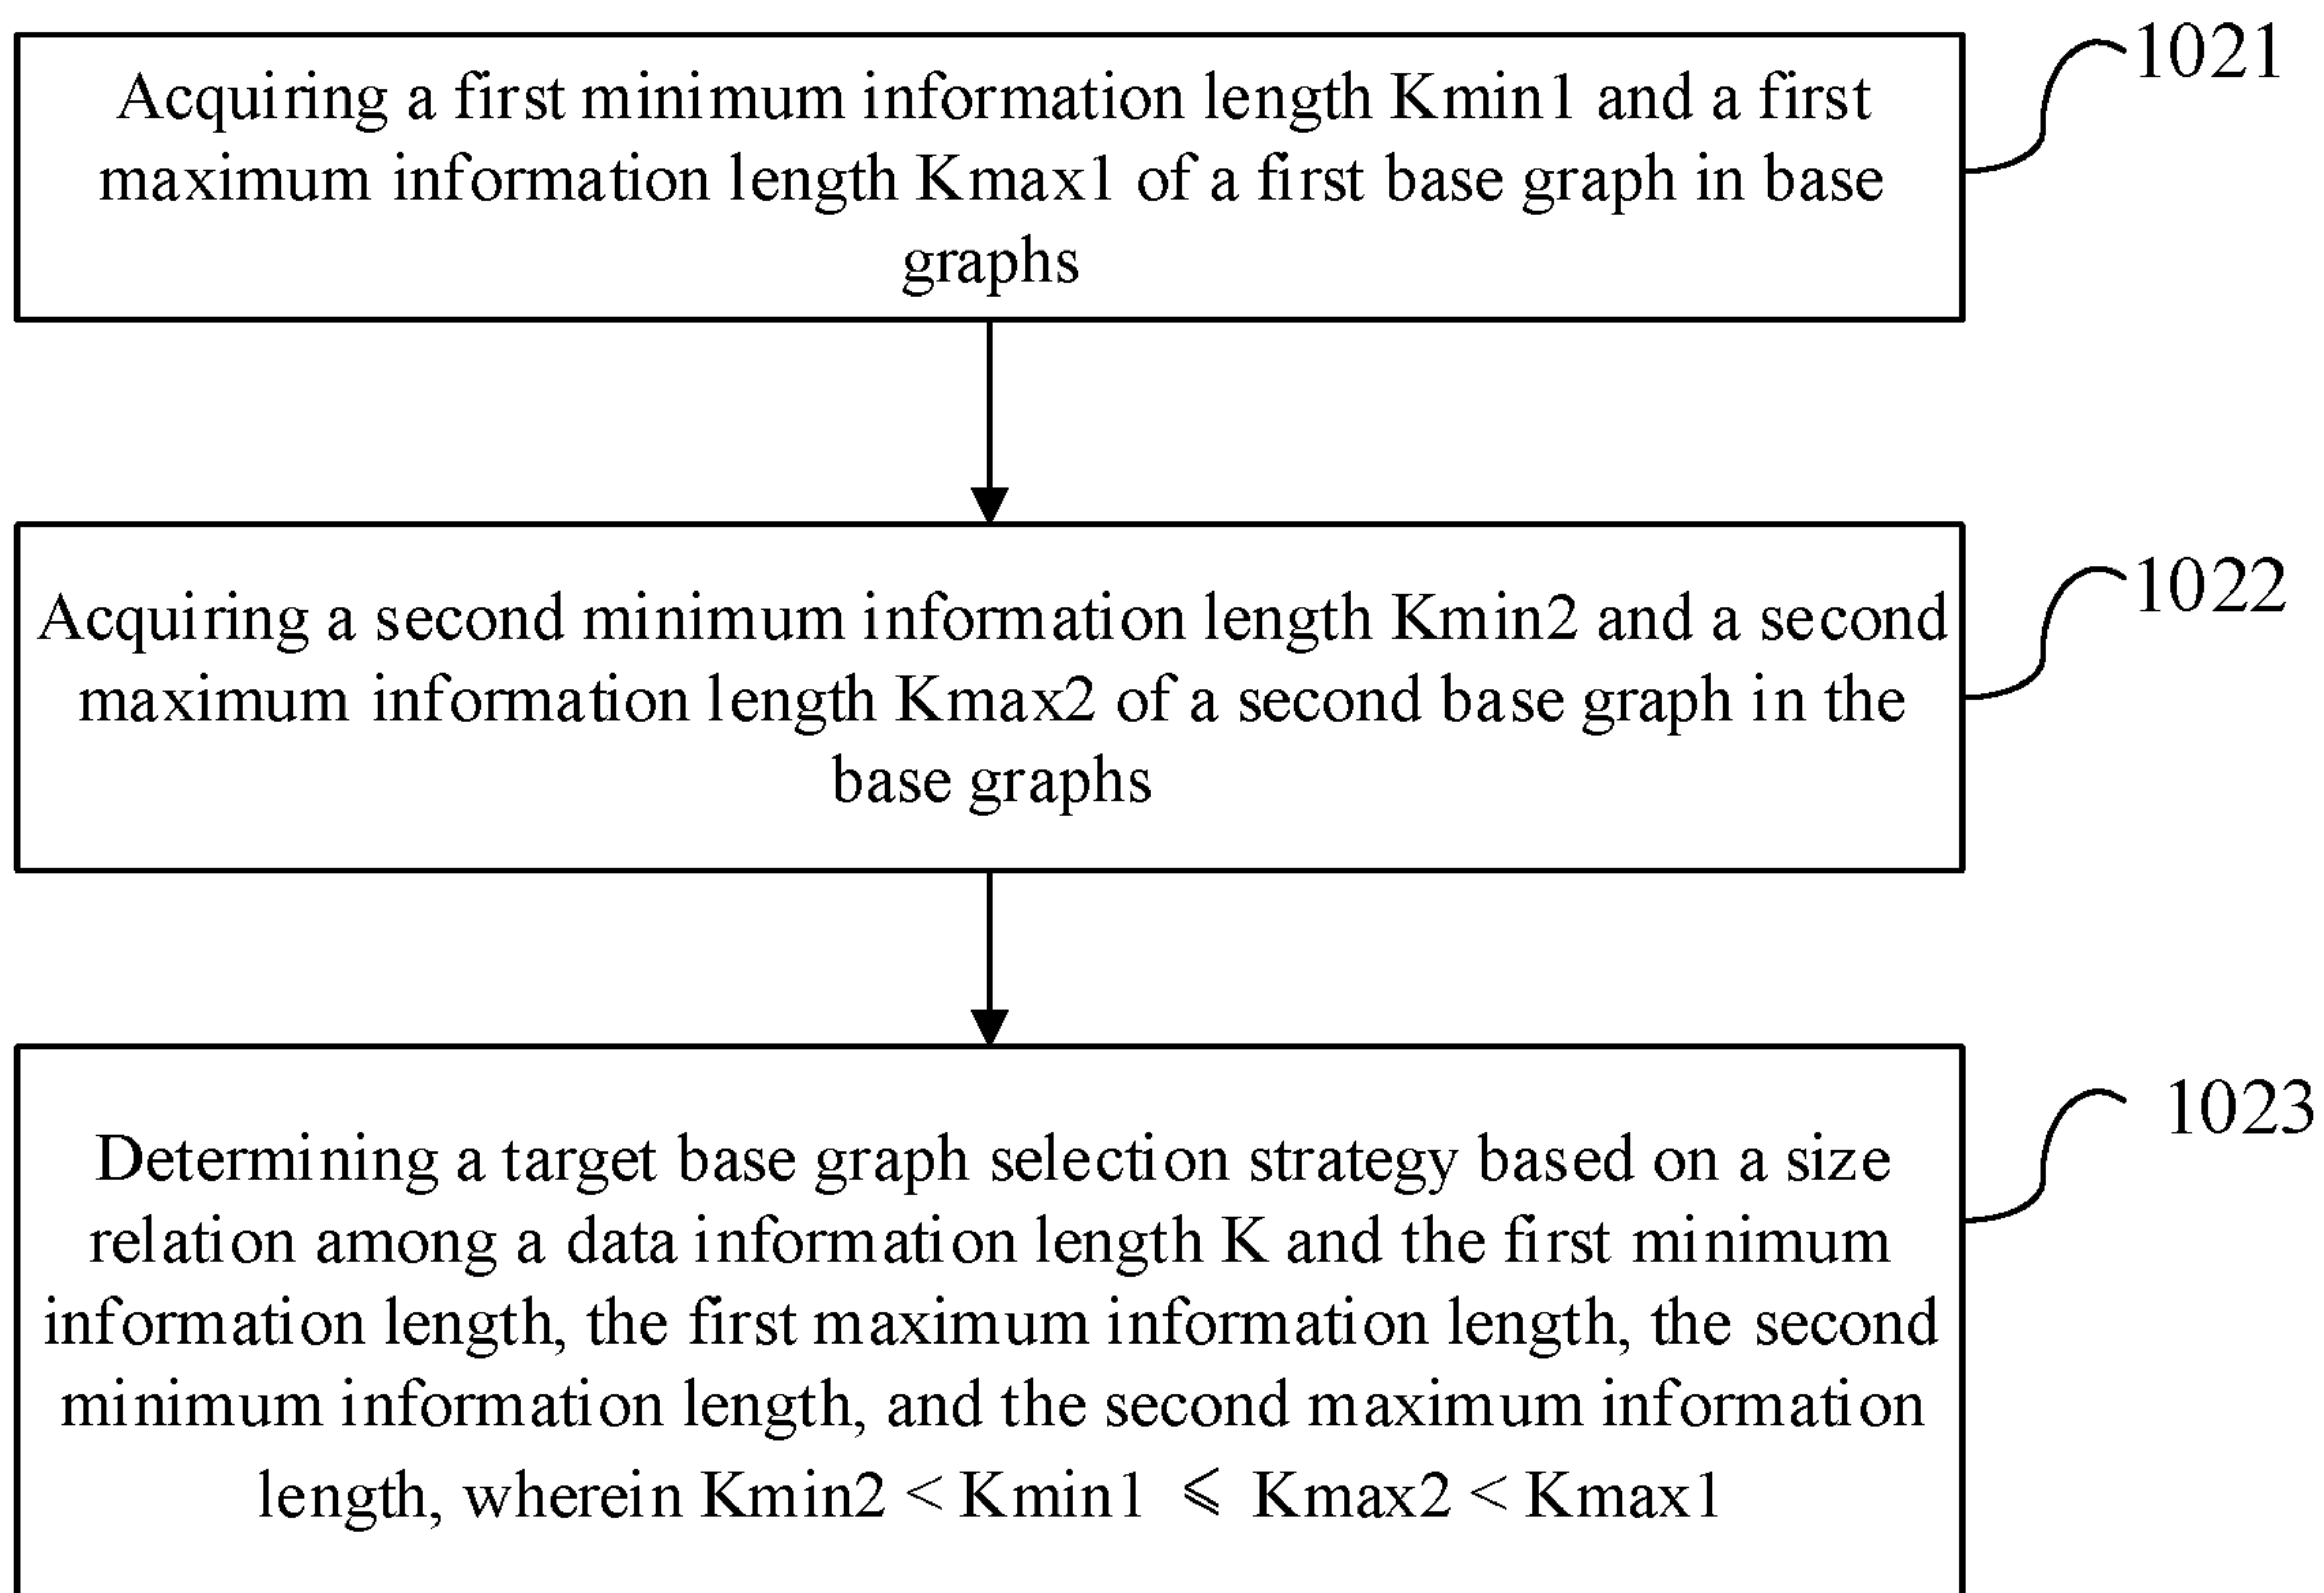 Acquiring a first minimum information length Kmin1 and a first
maximum information length Kmax1 of a first base graph in base
graphs
1021
Acquiring a second minimum information length Kmin2 and a second
maximum information length Kmax2 of a second base graph in the
base graphs
1022
Determining a target base graph selection strategy based on a size
relation among a data information length K and the first minimum
information length, the first maximum information length, the second
minimum information length, and the second maximum information
length, wherein Kmin2 < Kmin1 ⩽ Kmax2 < Kmax1
1023